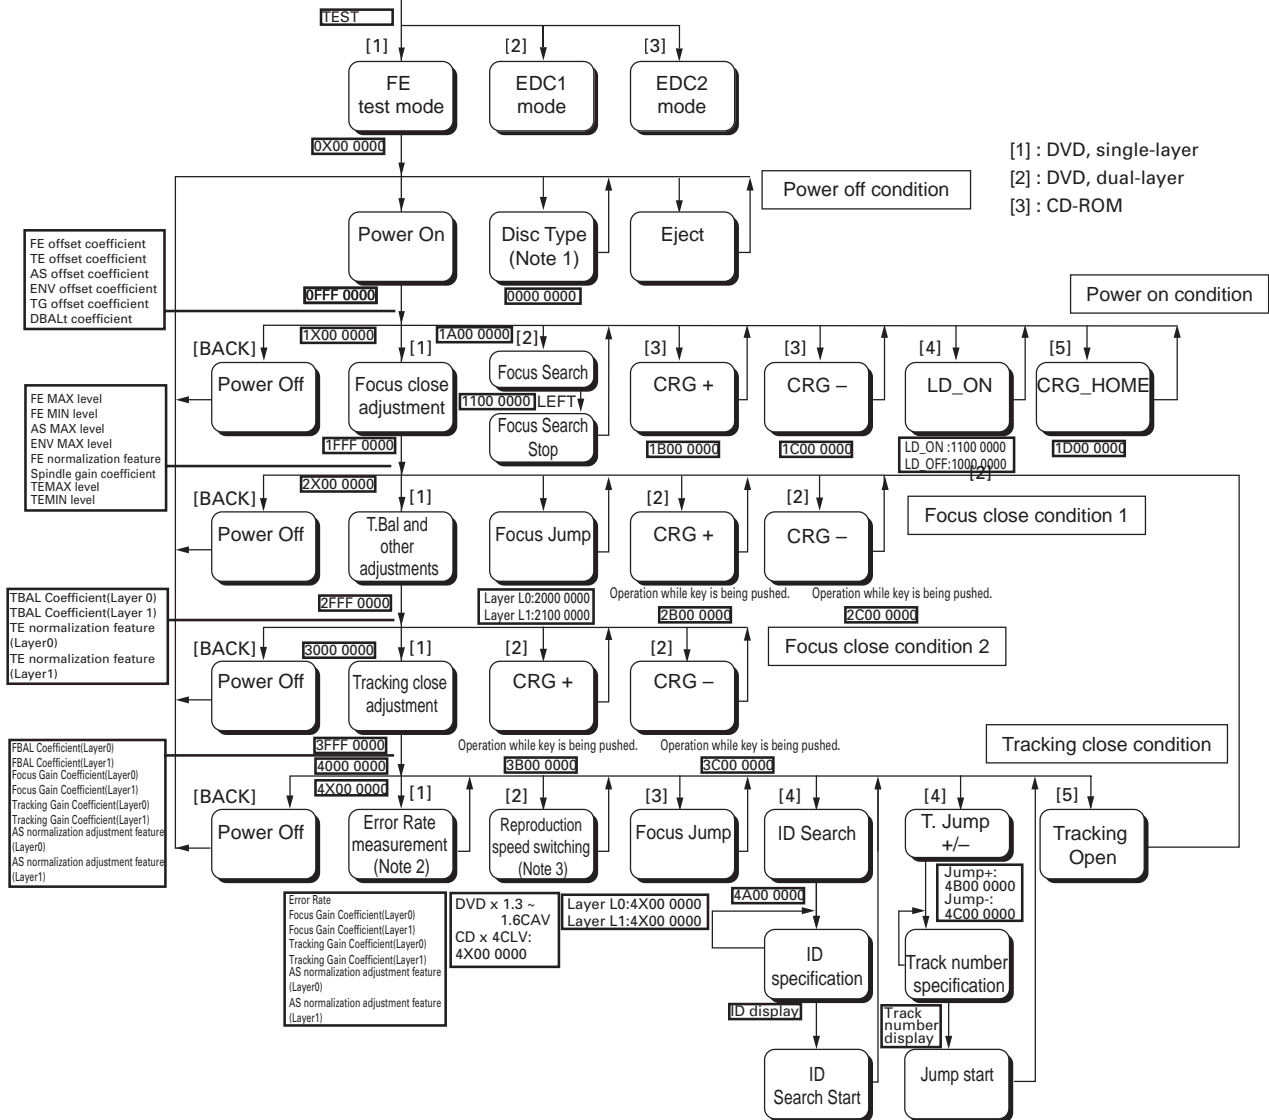 TEST
[1]
[2]
[3]
FE
test mode
EDC1
mode
EDC2
mode
0X00 0000
[1] : DVD, single-layer
[2] : DVD, dual-layer
[3] : CD-ROM
Power off condition
Power On
Disc Type
(Note 1)
Eject
FE offset coefficient
TE offset coefficient
AS offset coefficient
ENV offset coefficient
TG offset coefficient
DBALt coefficient
0FFF 0000
0000 0000
Power on condition
1X00 0000
1A00 0000
[BACK]
[1]
[2]
[3]
[3]
[4]
[5]
Power Off
Focus close
adjustment
Focus Search
1100 0000
LEFT
Focus Search
Stop
CRG +
CRG –
LD_ON
CRG_HOME
FE MAX level
FE MIN level
AS MAX level
ENV MAX level
FE normalization feature
Spindle gain coefficient
TEMAX level
TEMIN level
1FFF 0000
1B00 0000
1C00 0000
LD_ON :1100 0000
LD_OFF:1000 0000
1D00 0000
[2]
2X00 0000
[BACK]
[1]
[2]
[2]
Power Off
T.Bal and
other
adjustments
Focus Jump
CRG +
CRG –
Focus close condition 1
TBAL Coefficient(Layer 0)
TBAL Coefficient(Layer 1)
TE normalization feature
(Layer0)
TE normalization feature
(Layer1)
2FFF 0000
Layer L0:2000 0000
Layer L1:2100 0000
Operation while key is being pushed.
2B00 0000
Operation while key is being pushed.
2C00 0000
Focus close condition 2
3000 0000
[BACK]
[1]
[2]
[2]
Power Off
Tracking close
adjustment
CRG +
CRG –
FBAL Coefficient(Layer0)
FBAL Coefficient(Layer1)
Focus Gain Coefficient(Layer0)
Focus Gain Coefficient(Layer1)
Tracking Gain Coefficient(Layer0)
Tracking Gain Coefficient(Layer1)
AS normalization adjustment feature
(Layer0)
AS normalization adjustment feature
(Layer1)
3FFF 0000
4000 0000
4X00 0000
Operation while key is being pushed.
3B00 0000
Operation while key is being pushed.
3C00 0000
Tracking close condition
[BACK]
[1]
[2]
[3]
[4]
[4]
[5]
Power Off
Error Rate
measurement
(Note 2)
Reproduction
speed switching
(Note 3)
Focus Jump
ID Search
T. Jump
+/–
Tracking
Open
Error Rate
Focus Gain Coefficient(Layer0)
Focus Gain Coefficient(Layer1)
Tracking Gain Coefficient(Layer0)
Tracking Gain Coefficient(Layer1)
AS normalization adjustment feature
(Layer0)
AS normalization adjustment feature
(Layer1)
DVD x 1.3 ~
1.6CAV
CD x 4CLV:
4X00 0000
Layer L0:4X00 0000
Layer L1:4X00 0000
4A00 0000
Jump+:
4B00 0000
Jump-:
4C00 0000
ID
specification
Track number
specification
ID display
Track
number
display
ID
Search Start
Jump start